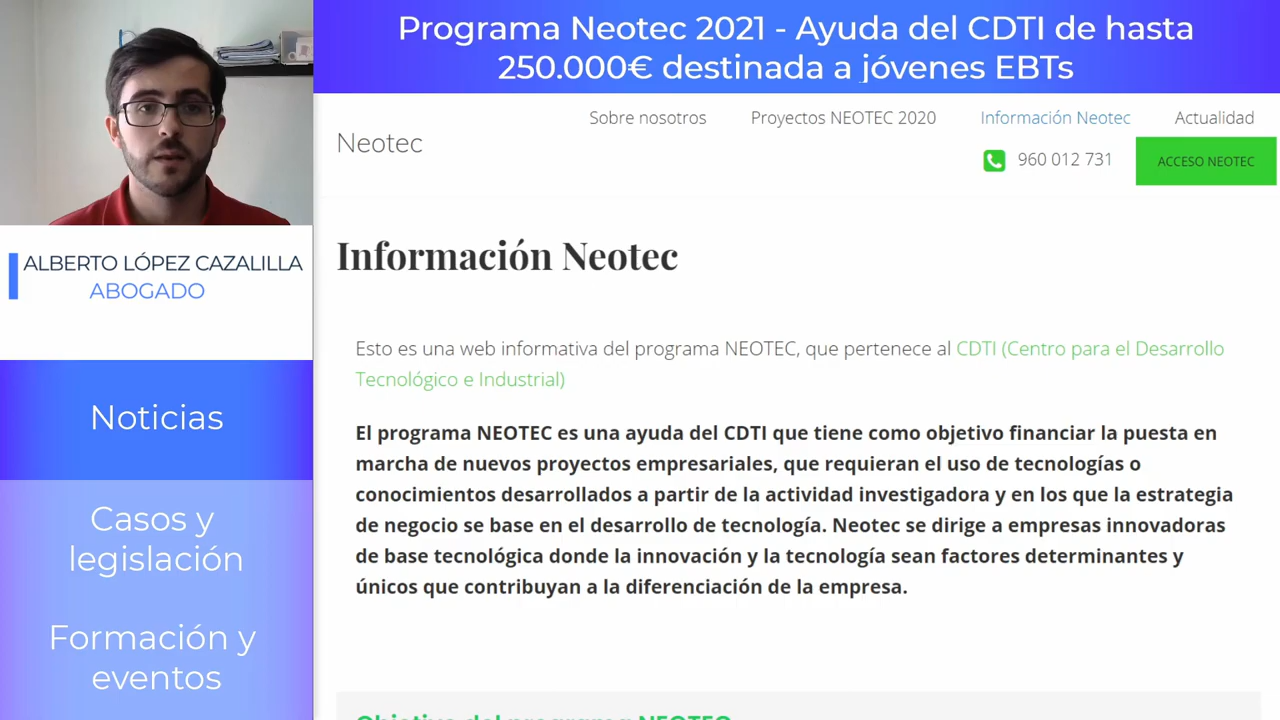 Programa Neotec 2021 - Ayuda del CDTI de hasta
250.000€ destinada a jóvenes EBTs
ALBERTO LÓPEZ CAZALILLA
ABOGADO
Noticias
Casos y
legislación
Formación y
eventos
Neotec
Sobre nosotros
Proyectos NEOTEC 2020
Información Neotec
Actualidad
960 012 731
ACCESO NEOTEC
Información Neotec
Esto es una web informativa del programa NEOTEC, que pertenece al CDTI (Centro para el Desarrollo
Tecnológico e Industrial)
El programa NEOTEC es una ayuda del CDTI que tiene como objetivo financiar la puesta en
marcha de nuevos proyectos empresariales, que requieran el uso de tecnologías o
conocimientos desarrollados a partir de la actividad investigadora y en los que la estrategia
de negocio se base en el desarrollo de tecnología. Neotec se dirige a empresas innovadoras
de base tecnológica donde la innovación y la tecnología sean factores determinantes y
únicos que contribuyan a la diferenciación de la empresa.
Objetivo del programa NEOTEC